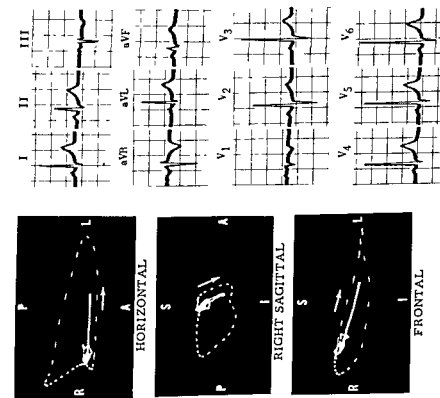 P
R L
A
HORIZONTAL
I II III
S
P A
I
RIGHT SAGITTAL
aVR aVL aVF
V1 V2 V3
S
R L
I
FRONTAL
V4 V5 V6